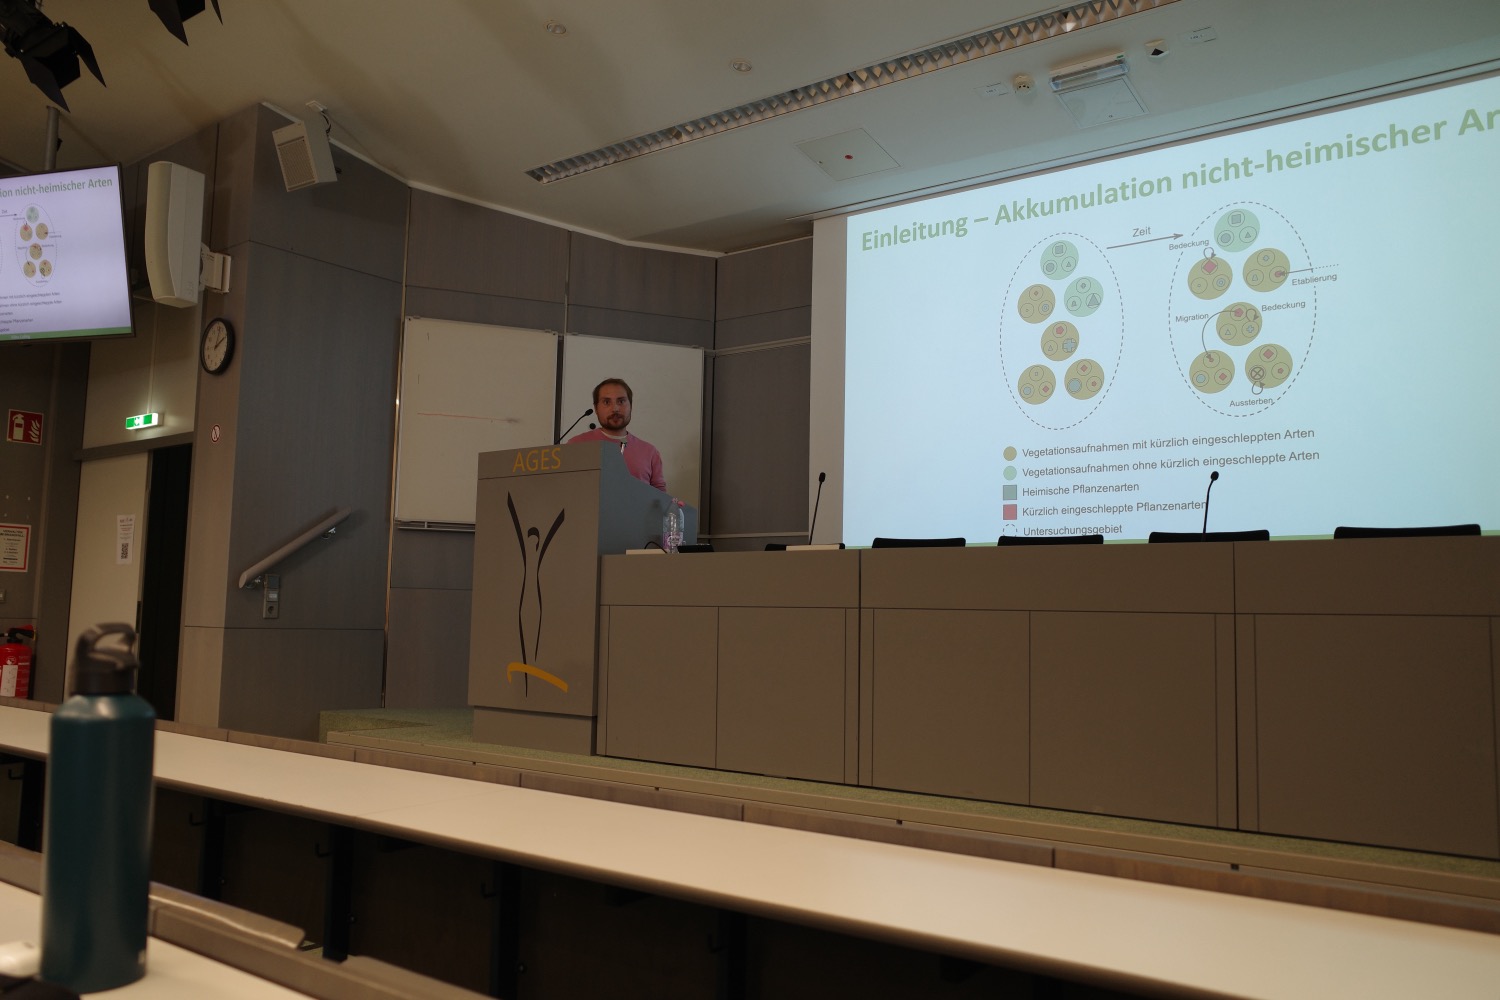 Einleitung – Akkumulation nicht-heimischer Ar
Zeit
Bedeckung
Etablierung
Migration
Bedeckung
Aussterben
Vegetationsaufnahmen mit kürzlich eingeschleppten Arten
Vegetationsaufnahmen ohne kürzlich eingeschleppte Arten
Heimische Pflanzenarten
Kürzlich eingeschleppte Pflanzenarten
Untersuchungsgebiet
ion nicht-heimischer Arten
AGES